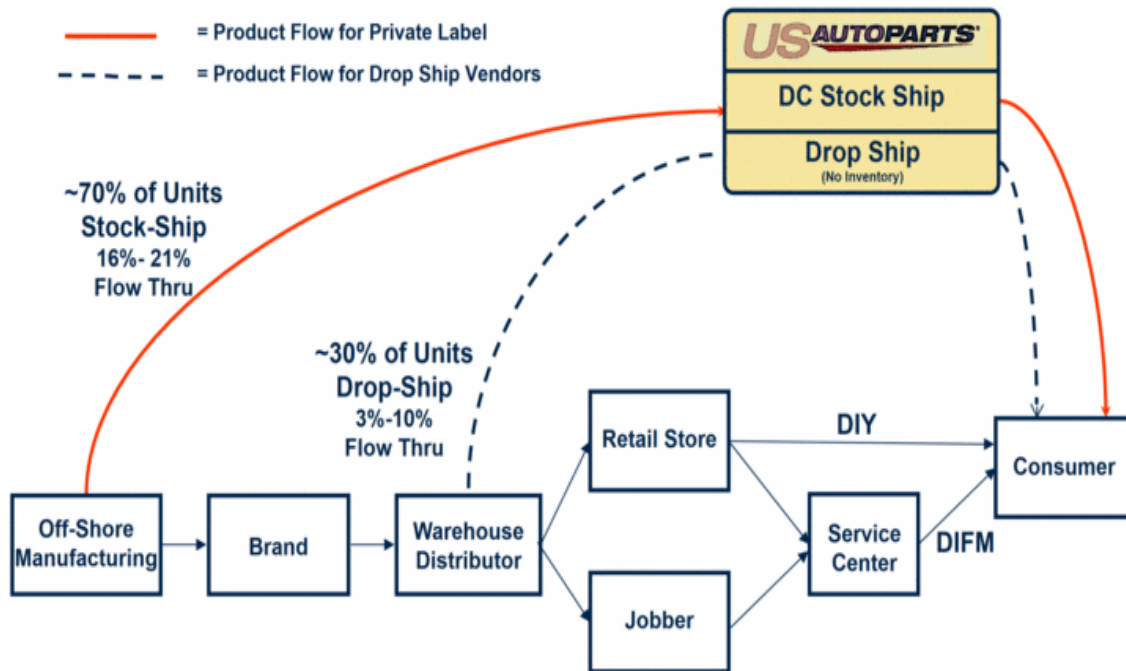 = Product Flow for Private Label
= Product Flow for Drop Ship Vendors
US AUTOPARTS
DC Stock Ship
Drop Ship
(No Inventory)
~70% of Units
Stock-Ship
16%- 21%
Flow Thru
~30% of Units
Drop-Ship
3%-10%
Flow Thru
Off-Shore
Manufacturing
Brand
Warehouse
Distributor
Retail Store
Jobber
DIY
Service
Center
DIFM
Consumer